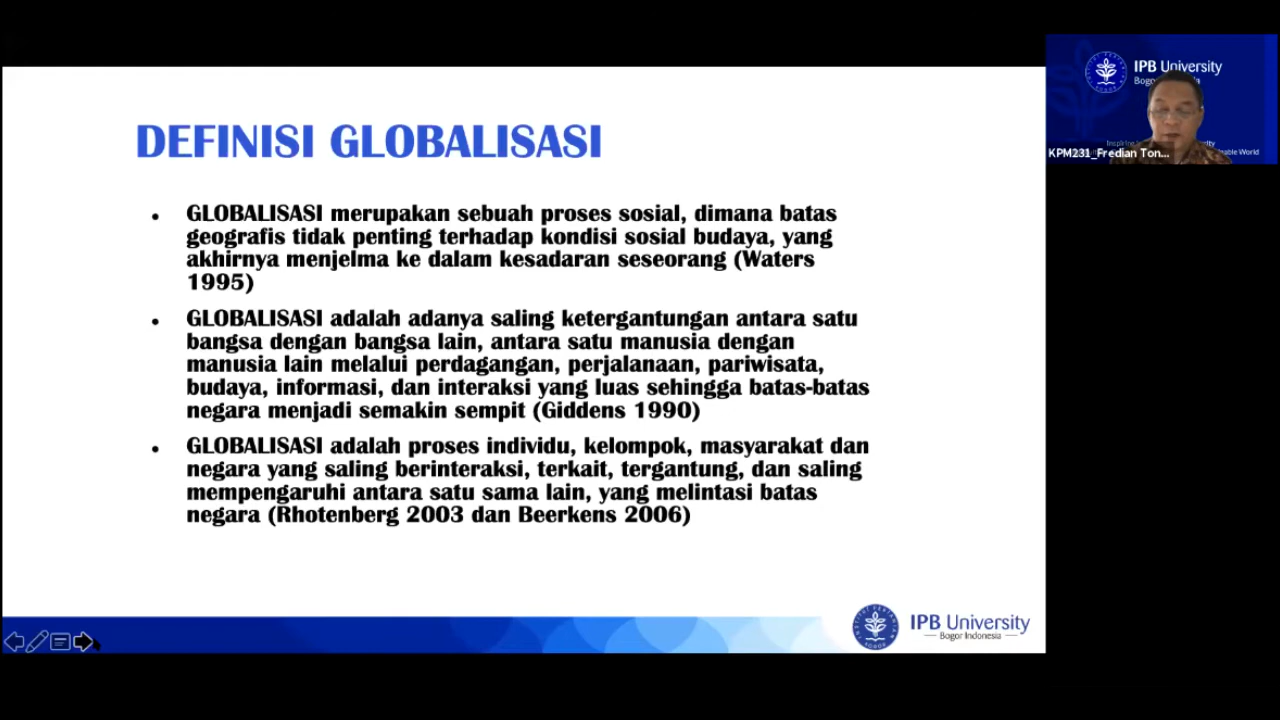 DEFINISI GLOBALISASI
• GLOBALISASI merupakan sebuah proses sosial, dimana batas
geografis tidak penting terhadap kondisi sosial budaya, yang
akhirnya menjelma ke dalam kesadaran seseorang (Waters
1995)
• GLOBALISASI adalah adanya saling ketergantungan antara satu
bangsa dengan bangsa lain, antara satu manusia dengan
manusia lain melalui perdagangan, perjalanaan, pariwisata,
budaya, informasi, dan interaksi yang luas sehingga batas-batas
negara menjadi semakin sempit (Giddens 1990)
• GLOBALISASI adalah proses individu, kelompok, masyarakat dan
negara yang saling berinteraksi, terkait, tergantung, dan saling
mempengaruhi antara satu sama lain, yang melintasi batas
negara (Rhotenberg 2003 dan Beerkens 2006)
IPB University
Bogor Indonesia
IPB University
KPM231_Fredian Ton...
World